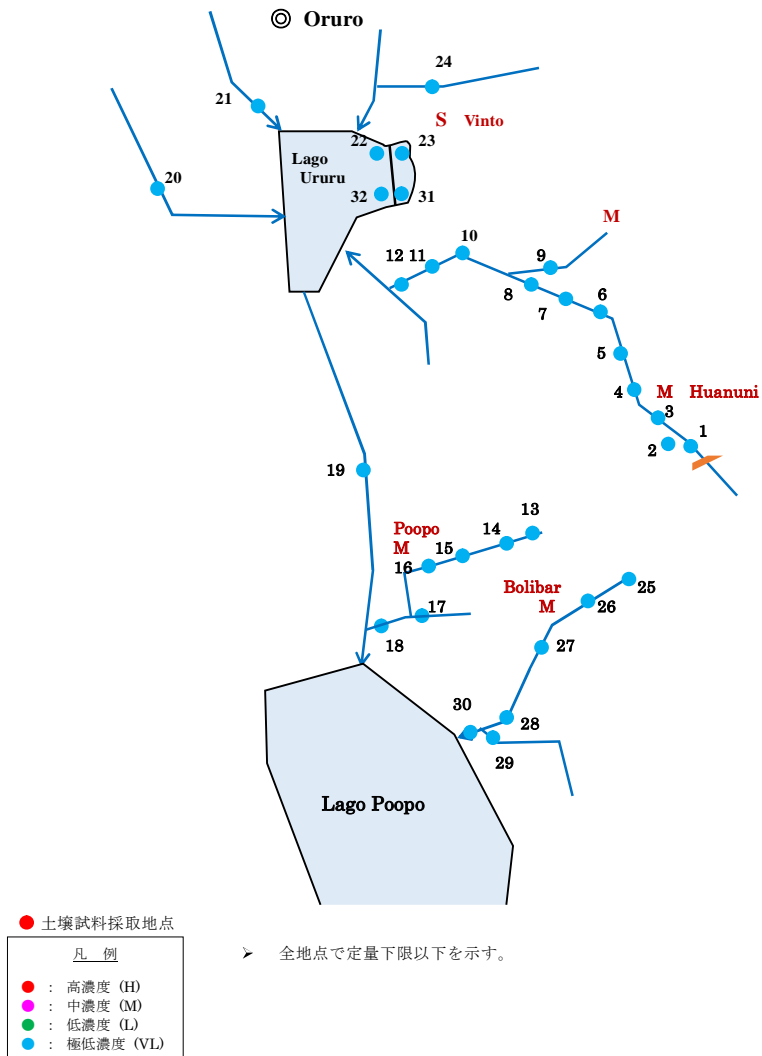 ◎ Oruro
24
21
S Vinto
22
23
Lago
Ururu
20
32
31
M
10
12 11
9
8
6
7
5
4
M Huanuni
3
1
2
19
13
Poopo
M
14
15
16
Bolibar
M
25
26
17
18
27
30
28
29
Lago Poopo
● 土壌試料採取地点
凡 例
● : 高濃度 (H)
● : 中濃度 (M)
● : 低濃度 (L)
● : 極低濃度 (VL)
➢ 全地点で定量下限以下を示す。